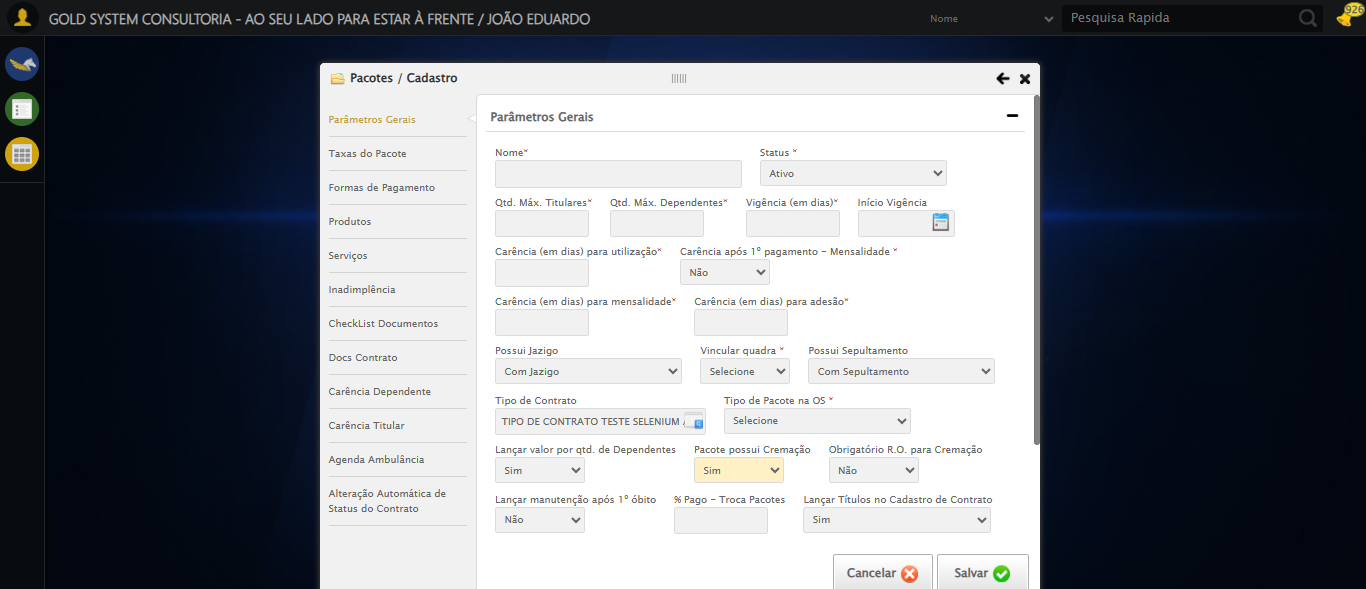 GOLD SYSTEM CONSULTORIA - AO SEU LADO PARA ESTAR À FRENTE / JOÃO EDUARDO
Nome
Pesquisa Rapida
926
Pacotes / Cadastro
Parâmetros Gerais
Taxas do Pacote
Formas de Pagamento
Produtos
Serviços
Inadimplência
CheckList Documentos
Docs Contrato
Carência Dependente
Carência Titular
Agenda Ambulância
Alteração Automática de
Status do Contrato
Parâmetros Gerais
Nome* Status *
Ativo
Qtd. Máx. Titulares* Qtd. Máx. Dependentes* Vigência (em dias)* Início Vigência
Carência (em dias) para utilização* Carência após 1º pagamento - Mensalidade *
Não
Carência (em dias) para mensalidade* Carência (em dias) para adesão*
Possui Jazigo Vincular quadra * Possui Sepultamento
Com Jazigo Selecione Com Sepultamento
Tipo de Contrato Tipo de Pacote na OS *
TIPO DE CONTRATO TESTE SELENIUM Selecione
Lançar valor por qtd. de Dependentes Pacote possui Cremação Obrigatório R.O. para Cremação
Sim Sim Não
Lançar manutenção após 1º óbito % Pago - Troca Pacotes Lançar Títulos no Cadastro de Contrato
Não Sim
Cancelar Salvar